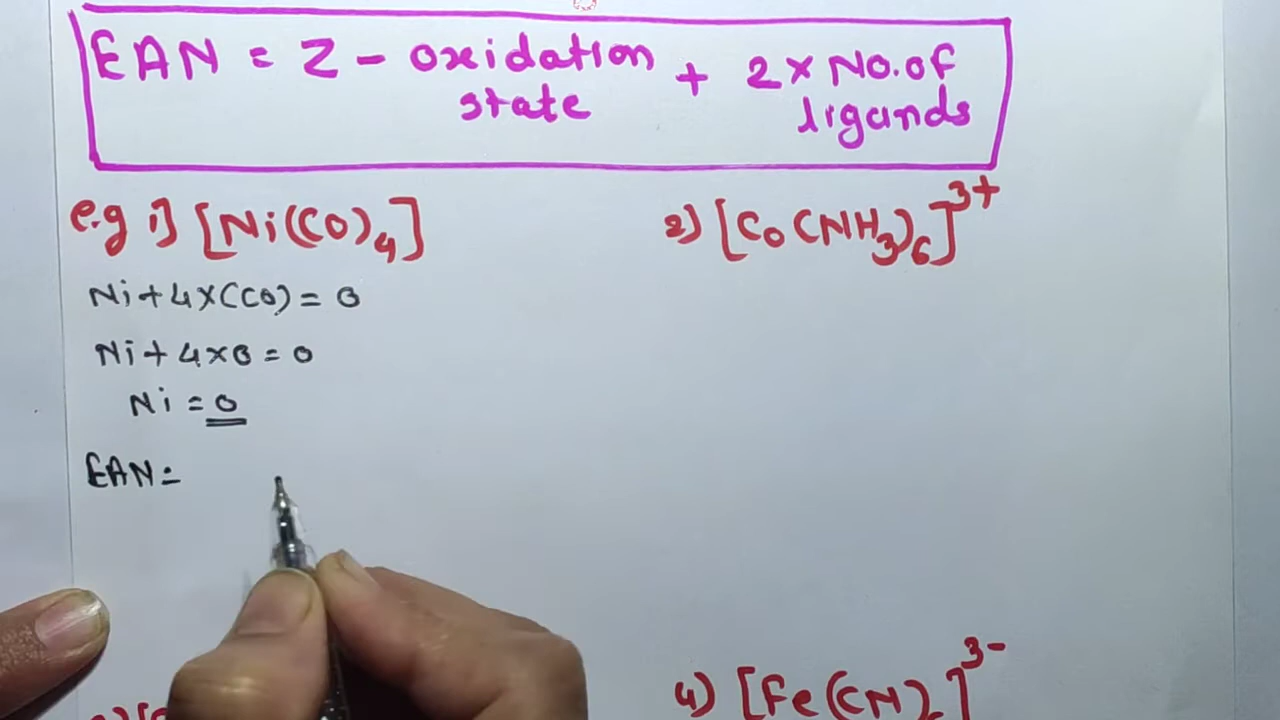 EAN = Z - oxidation state + 2 x No. of ligands
e.g 1] [Ni(CO)4]
Ni + 4 x (CO) = 0
Ni + 4 x 0 = 0
Ni = 0
EAN =
2) [Co(NH3)6]3+
4) [Fe(CN)6]3-